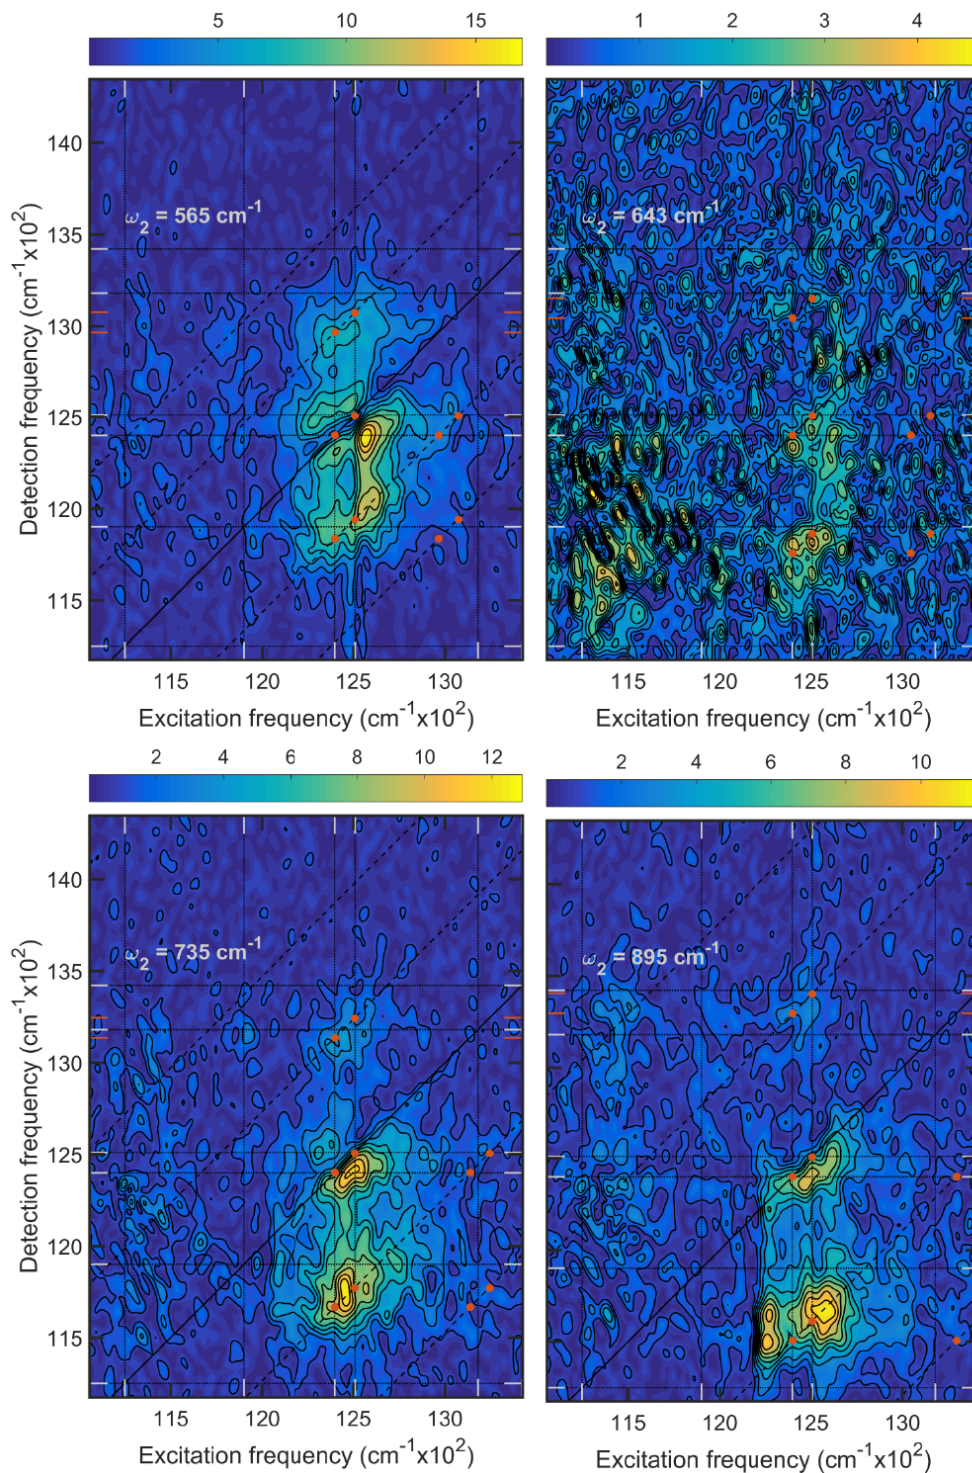 5 10 15
1 2 3 4
140
135
130
125
120
115
Detection frequency (cm⁻¹x10²)
ω₂ = 565 cm⁻¹
ω₂ = 643 cm⁻¹
115 120 125 130
115 120 125 130
Excitation frequency (cm⁻¹x10²)
Excitation frequency (cm⁻¹x10²)
2 4 6 8 10 12
2 4 6 8 10
140
135
130
125
120
115
Detection frequency (cm⁻¹x10²)
ω₂ = 735 cm⁻¹
ω₂ = 895 cm⁻¹
115 120 125 130
115 120 125 130
Excitation frequency (cm⁻¹x10²)
Excitation frequency (cm⁻¹x10²)